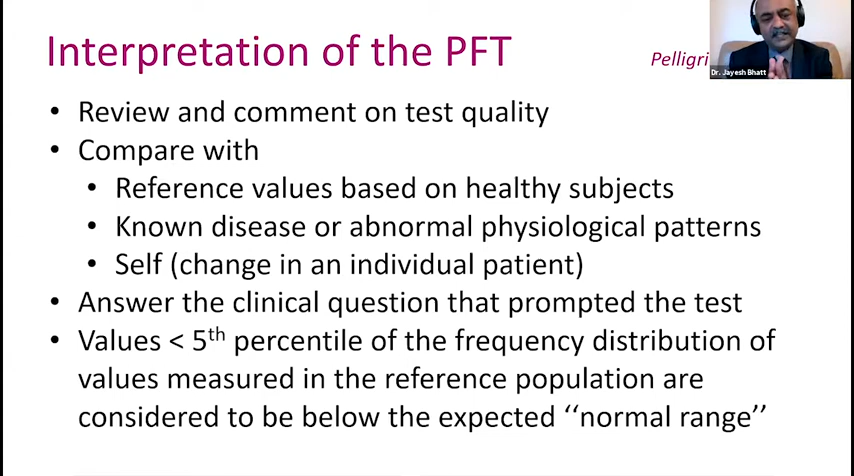 Interpretation of the PFT
Dr. Jayesh Bhatt
• Review and comment on test quality
• Compare with
• Reference values based on healthy subjects
• Known disease or abnormal physiological patterns
• Self (change in an individual patient)
• Answer the clinical question that prompted the test
• Values < 5th percentile of the frequency distribution of
values measured in the reference population are
considered to be below the expected ‘‘normal range’’